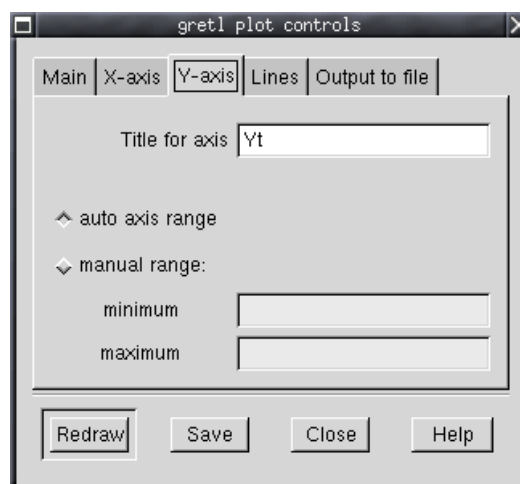 gretl plot controls
Main X-axis Y-axis Lines Output to file
Title for axis Yt
auto axis range
manual range:
minimum
maximum
Redraw Save Close Help